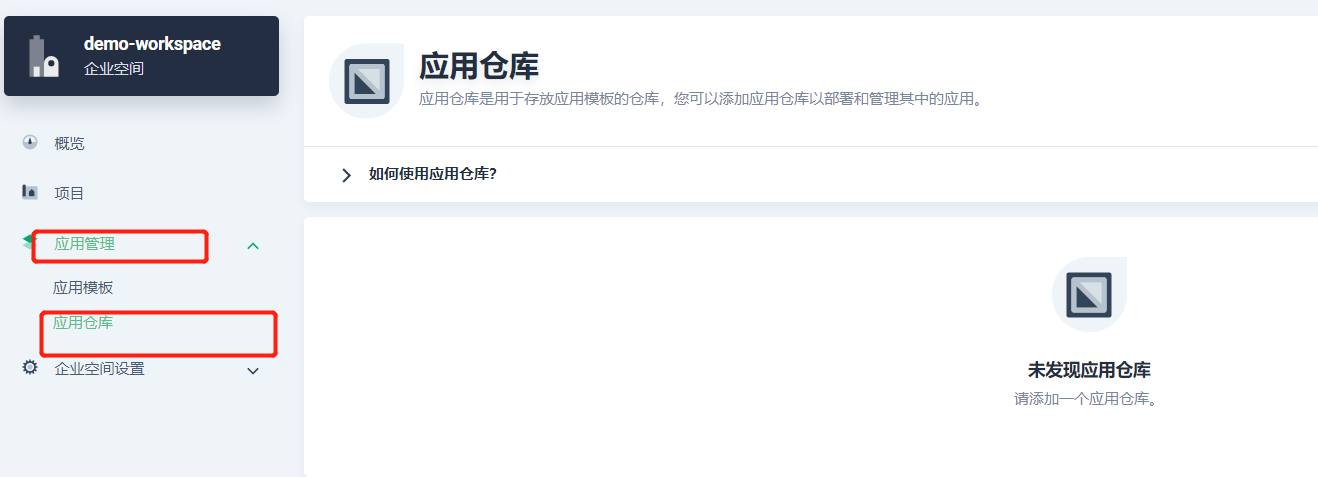 demo-workspace
企业空间
概览
项目
应用管理
应用模板
应用仓库
企业空间设置
应用仓库
应用仓库是用于存放应用模板的仓库，您可以添加应用仓库以部署和管理其中的应用。
如何使用应用仓库?
未发现应用仓库
请添加一个应用仓库。